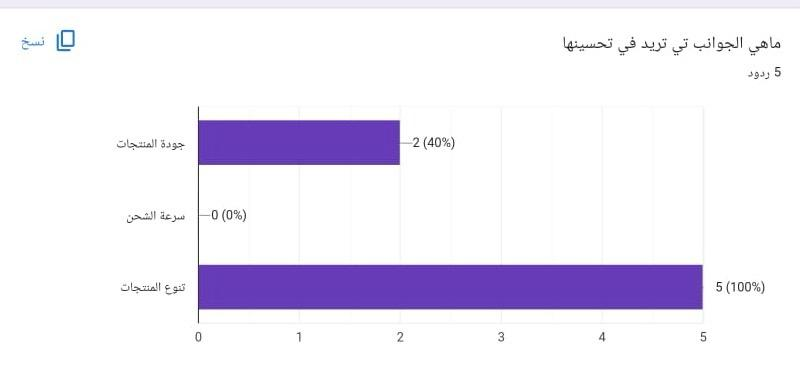 ماهي الجوانب تي تريد في تحسينها
5 ردود
نسخ
جودة المنتجات
2 (40%)
سرعة الشحن
0 (0%)
تنوع المنتجات
5 (100%)
0 1 2 3 4 5